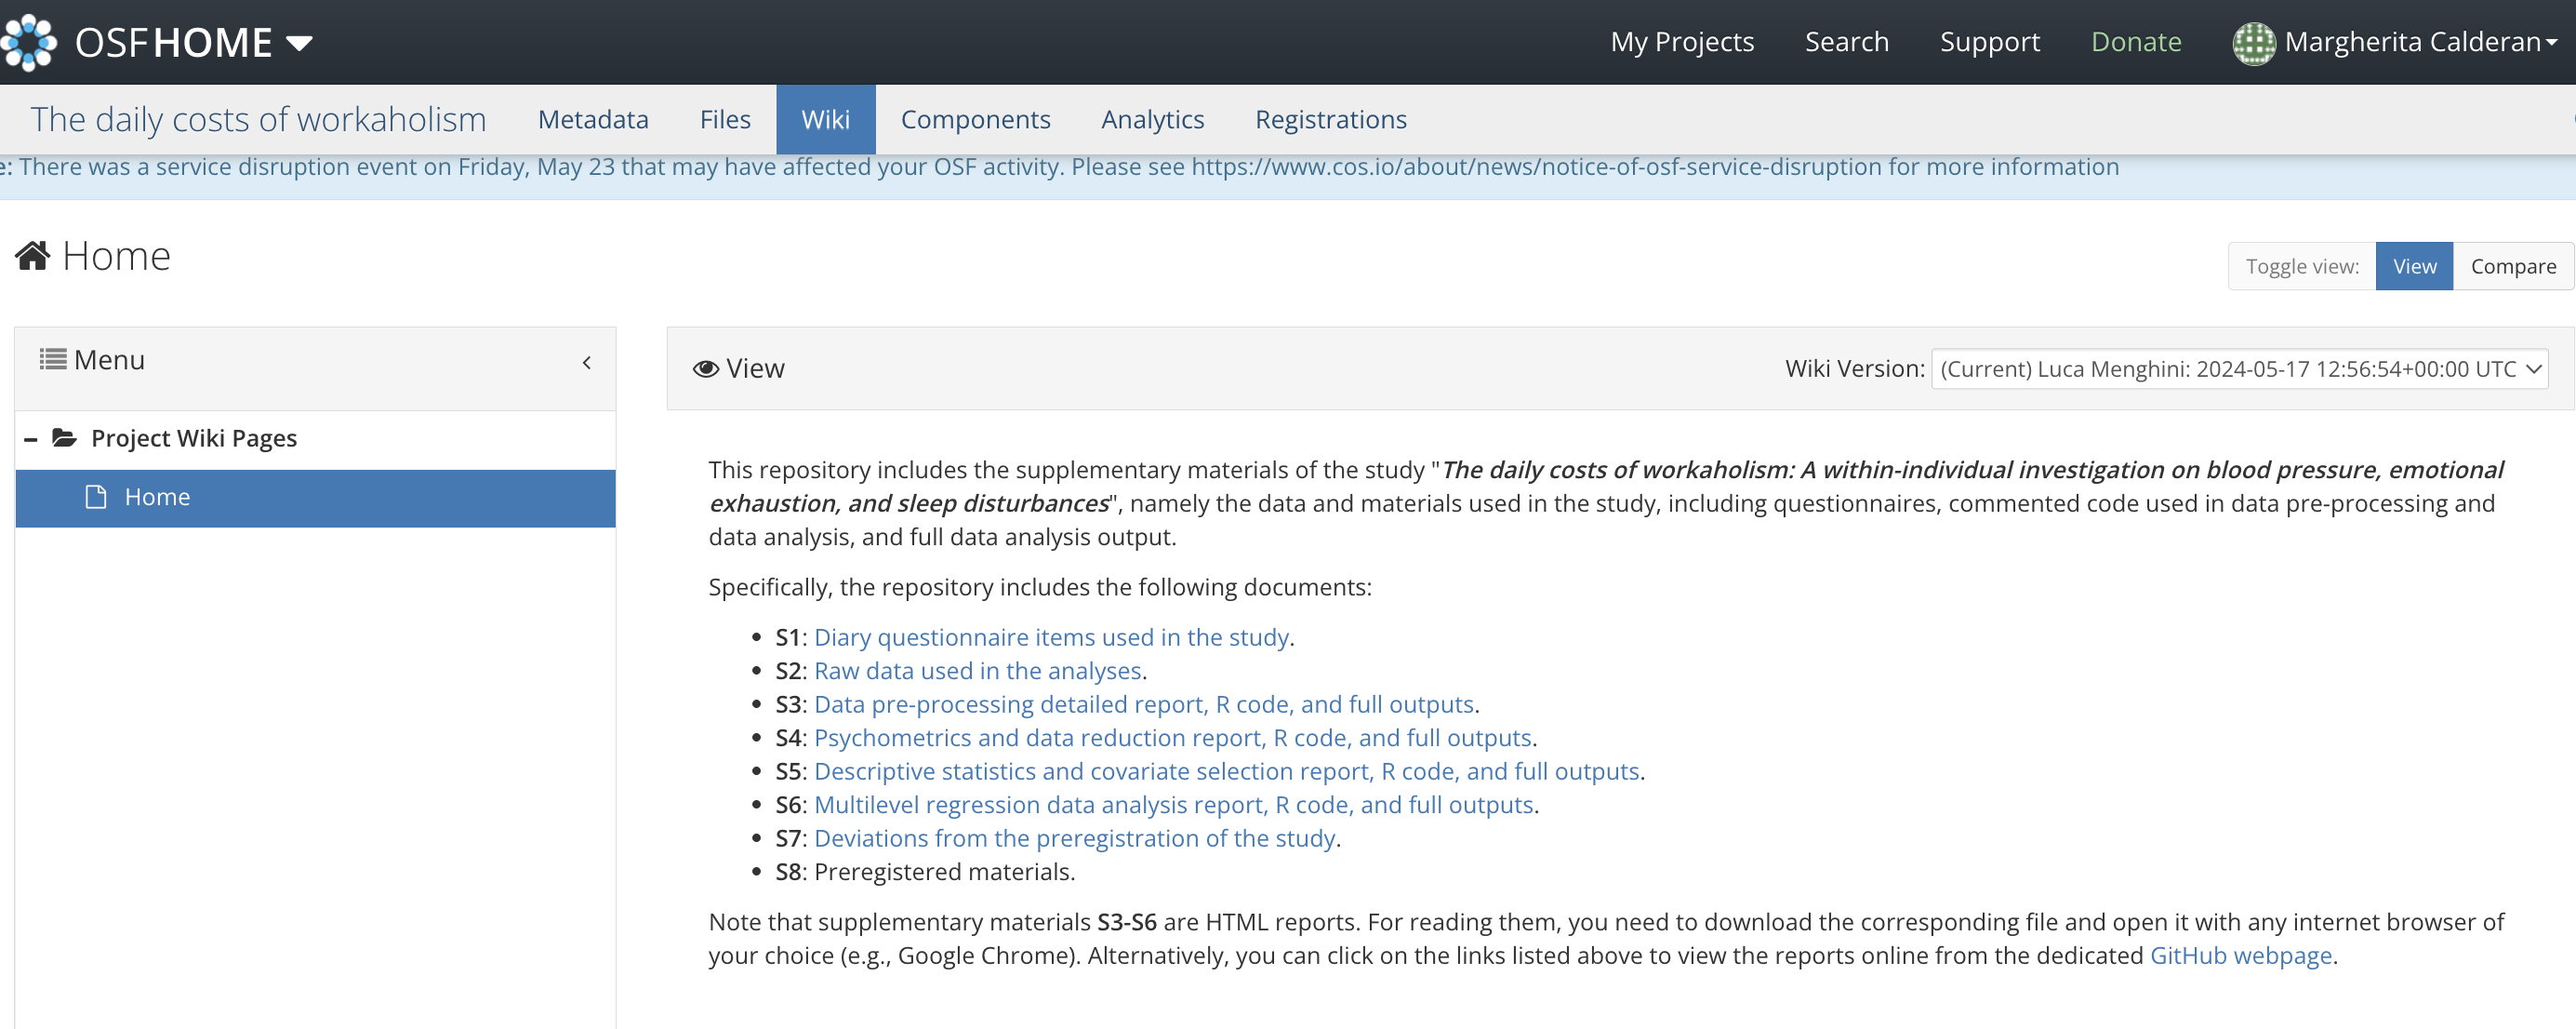 OSFHOME
My Projects
Search
Support
Donate
Margherita Calderan
The daily costs of workaholism
Metadata
Files
Wiki
Components
Analytics
Registrations
There was a service disruption event on Friday, May 23 that may have affected your OSF activity. Please see https://www.cos.io/about/news/notice-of-osf-service-disruption for more information
Home
Toggle view:
View
Compare
Menu
Project Wiki Pages
Home
View
Wiki Version: (Current) Luca Menghini: 2024-05-17 12:56:54+00:00 UTC
This repository includes the supplementary materials of the study "The daily costs of workaholism: A within-individual investigation on blood pressure, emotional
exhaustion, and sleep disturbances", namely the data and materials used in the study, including questionnaires, commented code used in data pre-processing and
data analysis, and full data analysis output.
Specifically, the repository includes the following documents:
• S1: Diary questionnaire items used in the study.
• S2: Raw data used in the analyses.
• S3: Data pre-processing detailed report, R code, and full outputs.
• S4: Psychometrics and data reduction report, R code, and full outputs.
• S5: Descriptive statistics and covariate selection report, R code, and full outputs.
• S6: Multilevel regression data analysis report, R code, and full outputs.
• S7: Deviations from the preregistration of the study.
• S8: Preregistered materials.
Note that supplementary materials S3-S6 are HTML reports. For reading them, you need to download the corresponding file and open it with any internet browser of
your choice (e.g., Google Chrome). Alternatively, you can click on the links listed above to view the reports online from the dedicated GitHub webpage.